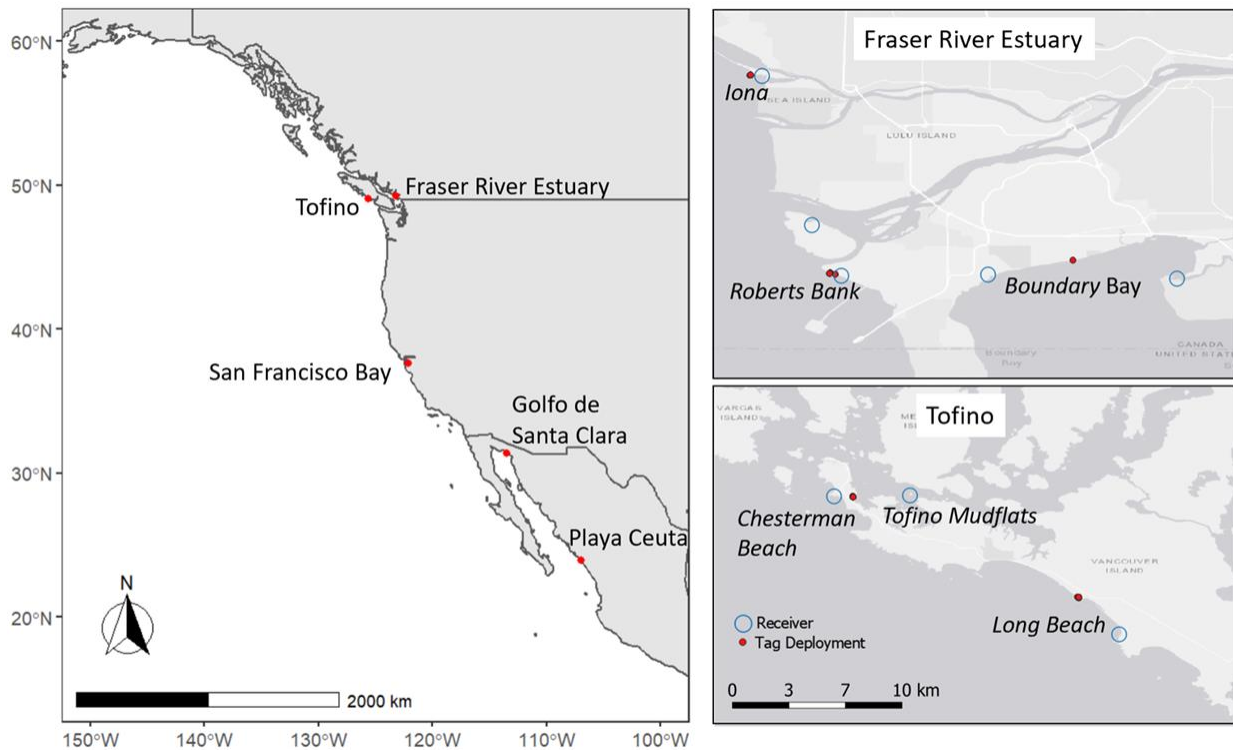 60°N
50°N
40°N
30°N
20°N
150°W
140°W
130°W
120°W
110°W
100°W
Fraser River Estuary
Tofino
San Francisco Bay
Golfo de
Santa Clara
Playa Ceuta
N
2000 km
Fraser River Estuary
Iona
SEA ISLAND
LULU ISLAND
Roberts Bank
Boundary Bay
Boundary
Bay
CANADA
UNITED STAT
Tofino
VARGAS
ISLAND
Chesterman
Beach
Tofino Mudflats
VANCOUVER
ISLAND
Long Beach
Receiver
Tag Deployment
0 3 7 10 km